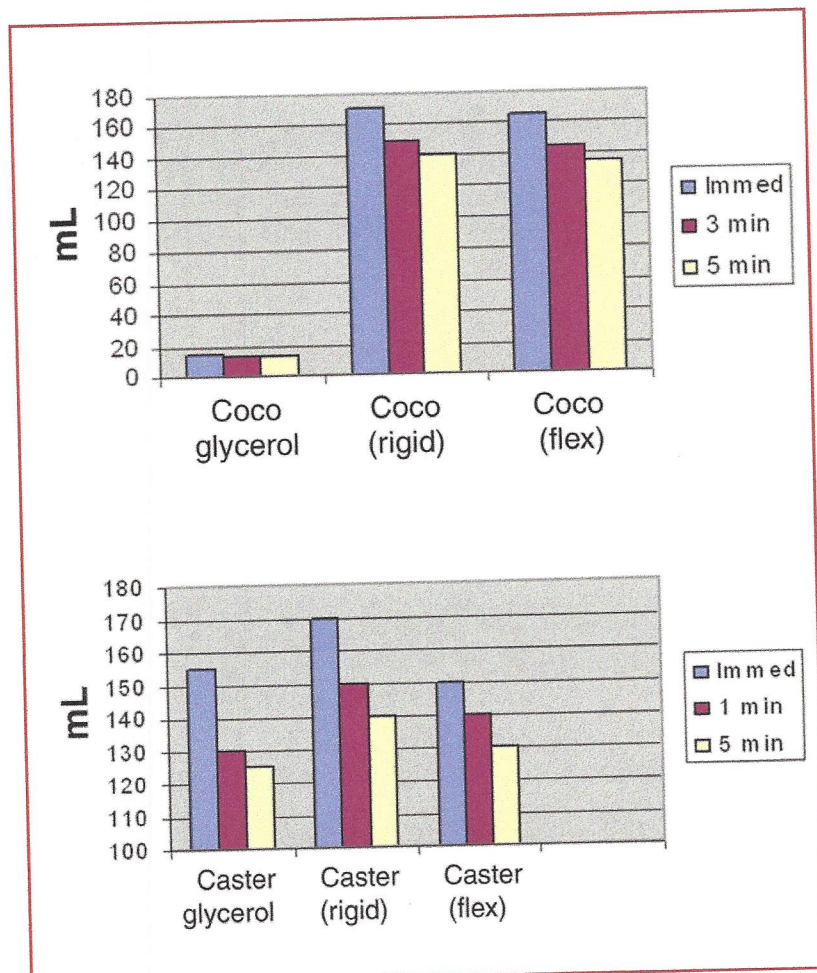 mL
180
160
140
120
100
80
60
40
20
0
Coco glycerol
Coco (rigid)
Coco (flex)
Immed
3 min
5 min
mL
180
170
160
150
140
130
120
110
100
Caster glycerol
Caster (rigid)
Caster (flex)
Immed
1 min
5 min